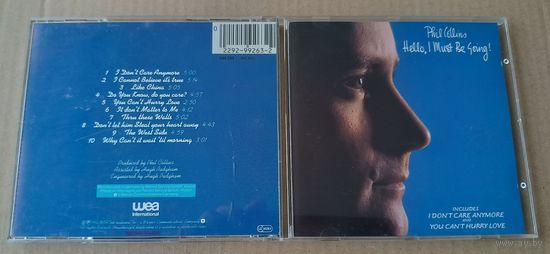 0
2292-99263-2
1 I Don't Care Anymore 5:00
2 I Cannot Believe it's true 5:14
3 Like China 5:05
4 Do You Know, do you care? 4:57
5 You Can't Hurry Love 2:50
6 It don't Matter to Me 4:12
7 Thru these Walls 5:02
8 Don't let him Steal your heart away 4:43
9 The West Side 4:59
10 Why Can't it wait 'til morning 3:01
Produced by Phil Collins
Assisted by Hugh Padgham
Engineered by Hugh Padgham
wea
International
Phil Collins
Hello, I Must Be Going!
INCLUDES
I DON'T CARE ANYMORE
AND
YOU CAN'T HURRY LOVE
ay.by